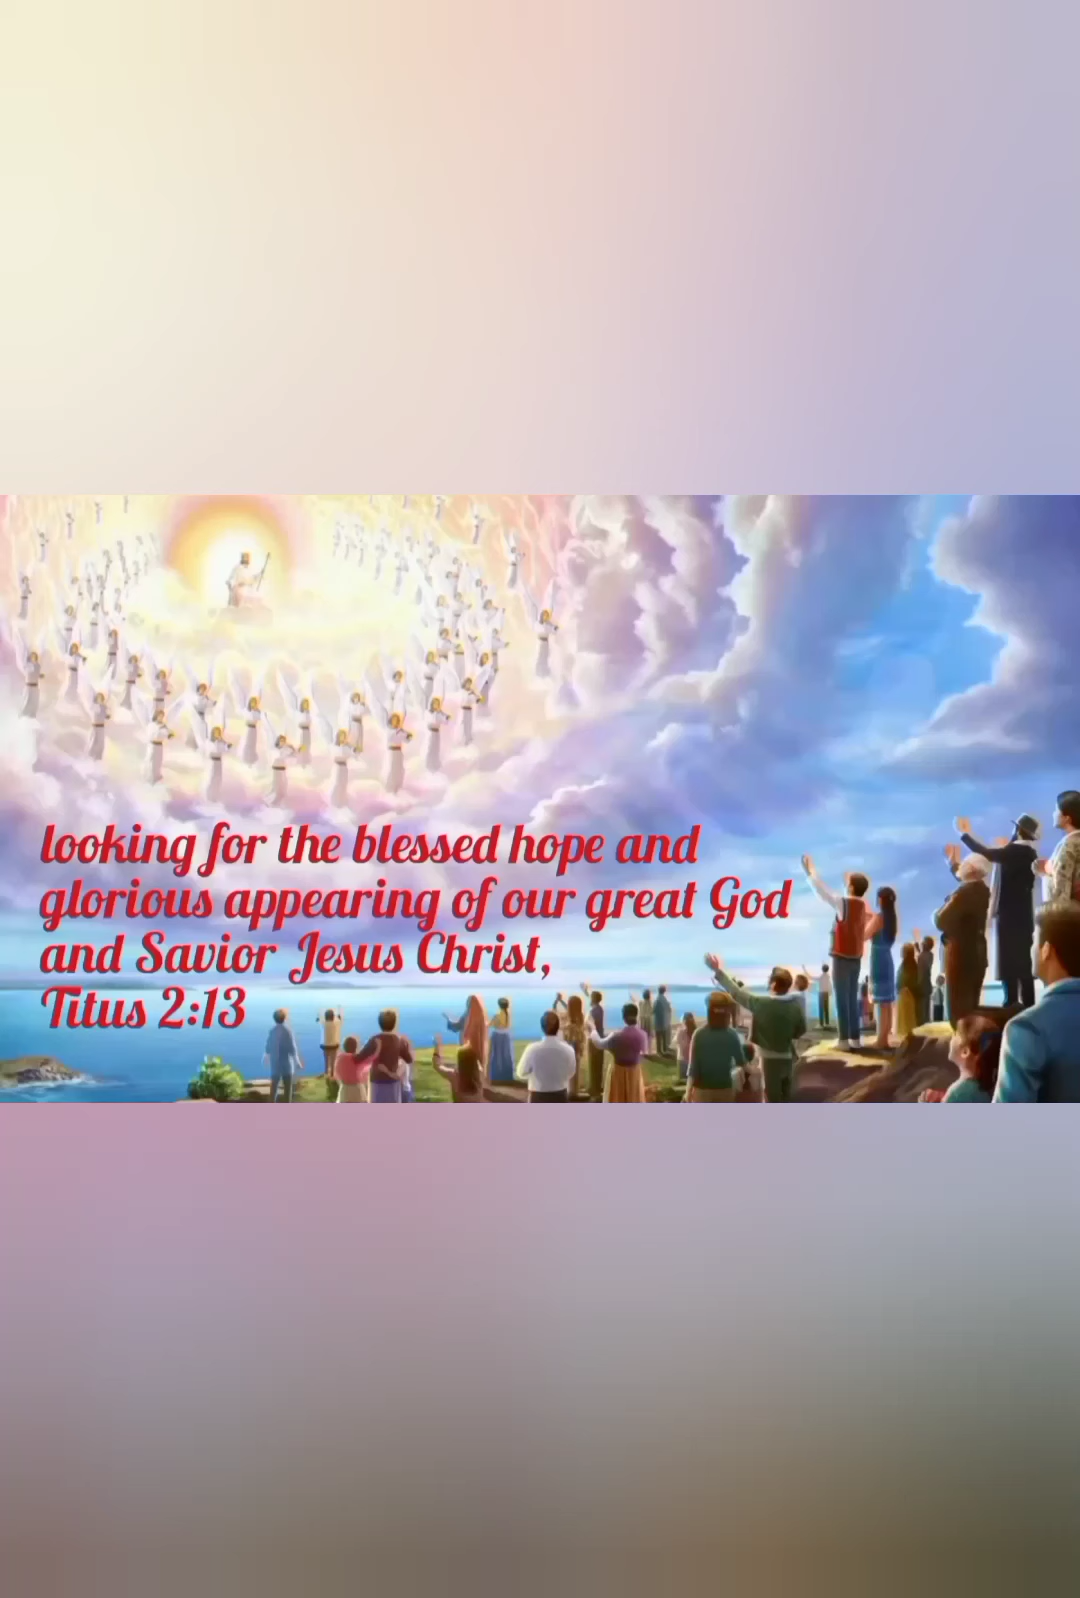 looking for the blessed hope and
glorious appearing of our great God
and Savior Jesus Christ,
Titus 2:13